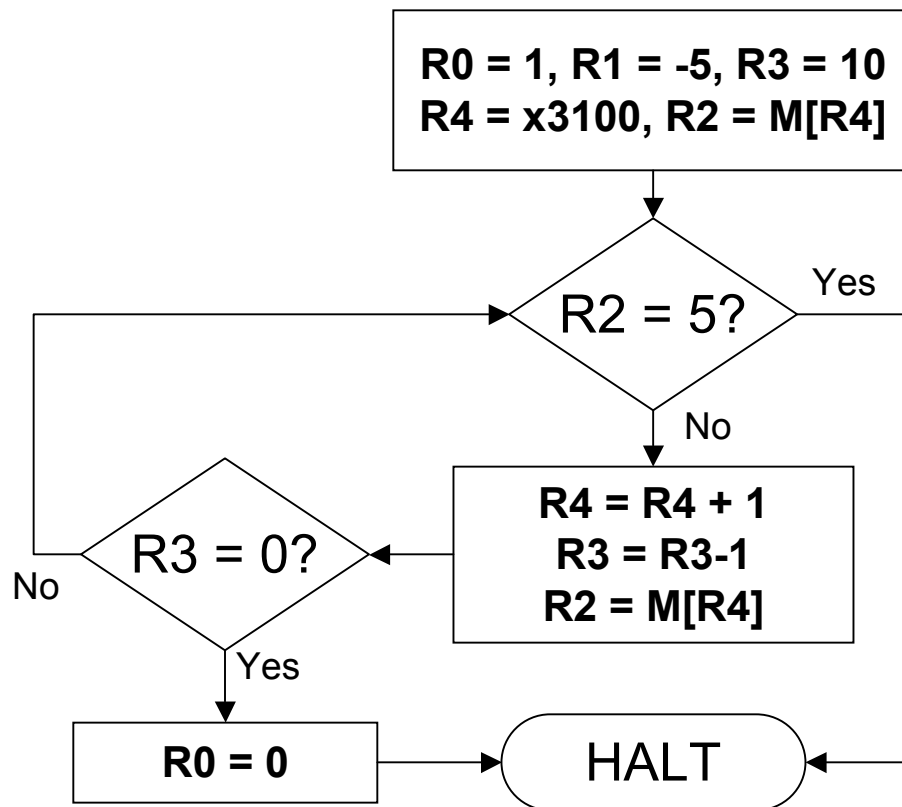 R0 = 1, R1 = -5, R3 = 10
R4 = x3100, R2 = M[R4]
R2 = 5?
Yes
No
R4 = R4 + 1
R3 = R3-1
R2 = M[R4]
R3 = 0?
No
Yes
R0 = 0
HALT